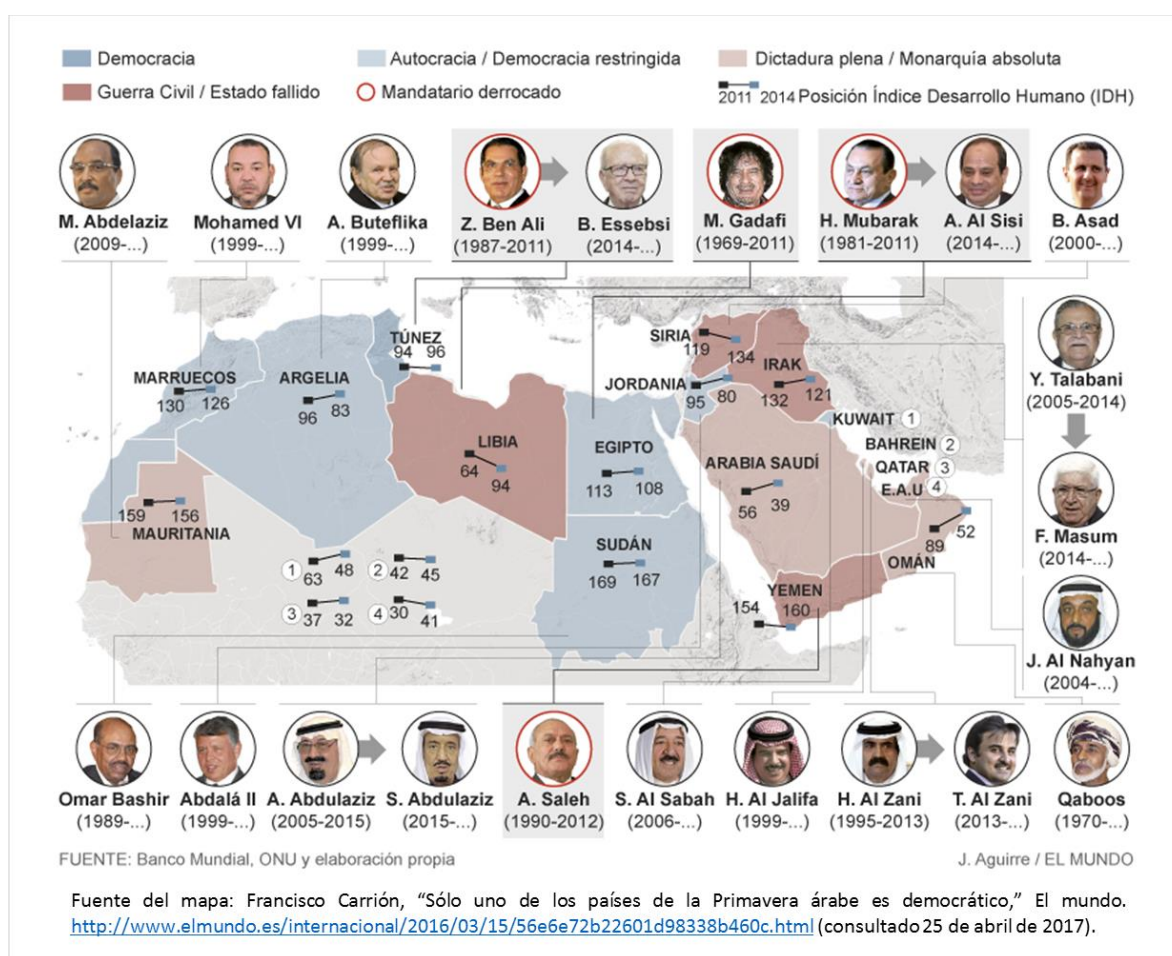 Democracia
Autocracia / Democracia restringida
Dictadura plena / Monarquía absoluta
Guerra Civil / Estado fallido
Mandatario derrocado
2011 2014 Posición Índice Desarrollo Humano (IDH)
M. Abdelaziz
(2009-...)
Mohamed VI
(1999-...)
A. Buteflika
(1999-...)
Z. Ben Ali
(1987-2011)
B. Essebsi
(2014-...)
M. Gadafi
(1969-2011)
H. Mubarak
(1981-2011)
A. Al Sisi
(2014-...)
B. Asad
(2000-...)
TÚNEZ
94 96
SIRIA
119 134
MARRUECOS
130 126
ARGELIA
96 83
JORDANIA
95 80
IRAK
132 121
Y. Talabani
(2005-2014)
KUWAIT 1
BAHREIN 2
QATAR 3
E.A.U 4
LIBIA
64 94
EGIPTO
113 108
ARABIA SAUDÍ
56 39
159 156
MAURITANIA
89 52
OMÁN
F. Masum
(2014-...)
SUDÁN
169 167
1 63 48
2 42 45
3 37 32
4 30 41
YEMEN
154 160
J. Al Nahyan
(2004-...)
Omar Bashir
(1989-...)
Abdalá II
(1999-...)
A. Abdulaziz
(2005-2015)
S. Abdulaziz
(2015-...)
A. Saleh
(1990-2012)
S. Al Sabah
(2006-...)
H. Al Jalifa
(1999-...)
H. Al Zani
(1995-2013)
T. Al Zani
(2013-...)
Qaboos
(1970-...)
FUENTE: Banco Mundial, ONU y elaboración propia
J. Aguirre / EL MUNDO
Fuente del mapa: Francisco Carrión, “Sólo uno de los países de la Primavera árabe es democrático,” El mundo.
http://www.elmundo.es/internacional/2016/03/15/56e6e72b22601d98338b460c.html (consultado 25 de abril de 2017).